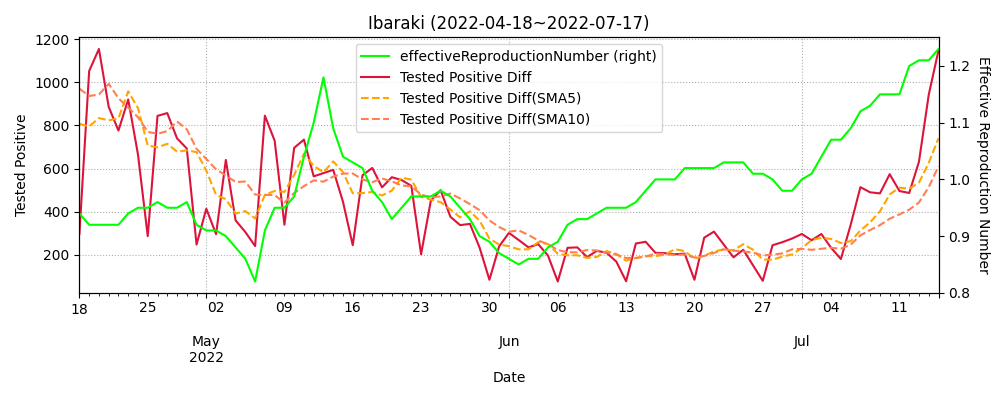 Ibaraki (2022-04-18~2022-07-17)
effectiveReproductionNumber (right)
Tested Positive Diff
Tested Positive Diff(SMA5)
Tested Positive Diff(SMA10)
Tested Positive
1200
1000
800
600
400
200
Effective Reproduction Number
1.2
1.1
1.0
0.9
0.8
18 25 02 09 16 23 30 06 13 20 27 04 11
May Jun Jul
2022
Date